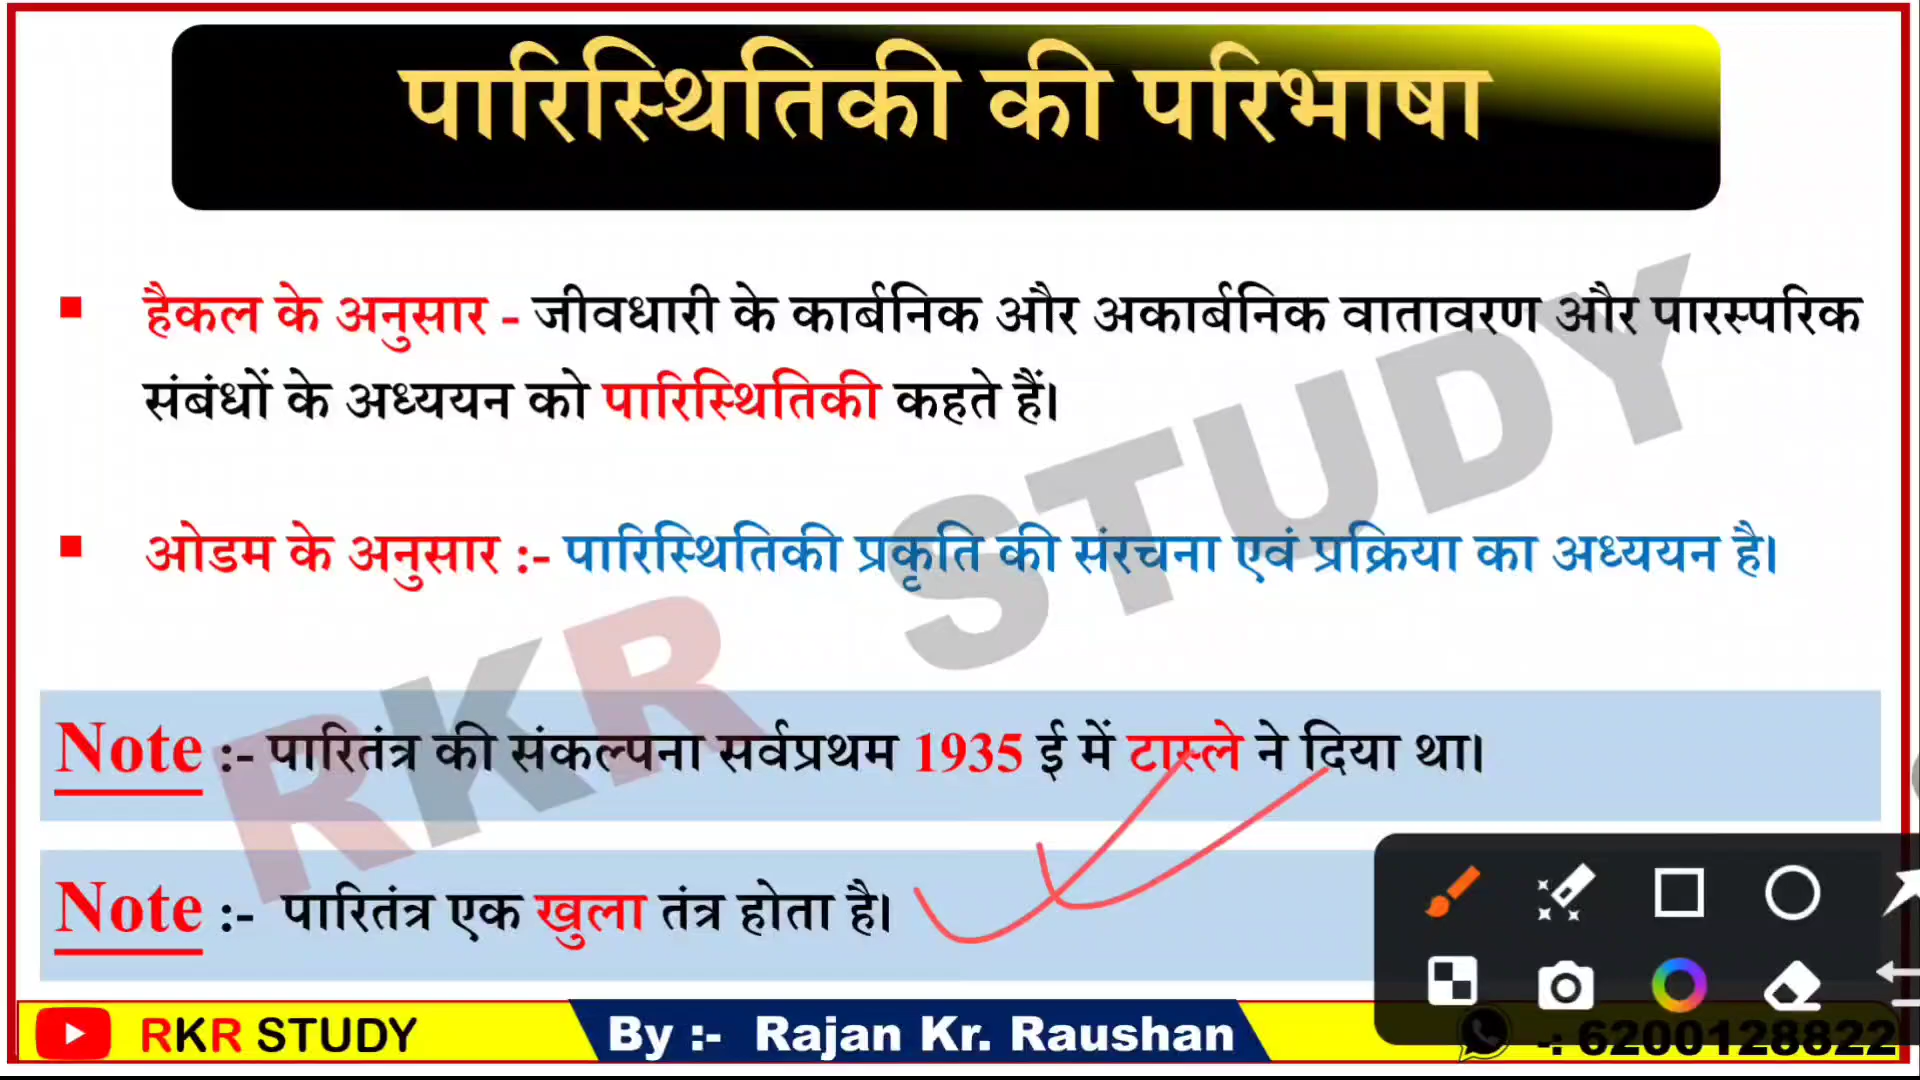 पारिस्थितिकी की परिभाषा
हैकल के अनुसार - जीवधारी के कार्बनिक और अकार्बनिक वातावरण और पारस्परिक
संबंधों के अध्ययन को पारिस्थितिकी कहते हैं।
ओडम के अनुसार :- पारिस्थितिकी प्रकृति की संरचना एवं प्रक्रिया का अध्ययन है।
RKR STUDY
Note :- पारितंत्र की संकल्पना सर्वप्रथम 1935 ई में टास्ले ने दिया था।
Note :- पारितंत्र एक खुला तंत्र होता है।
RKR STUDY
By :- Rajan Kr. Raushan
-: 6200128822